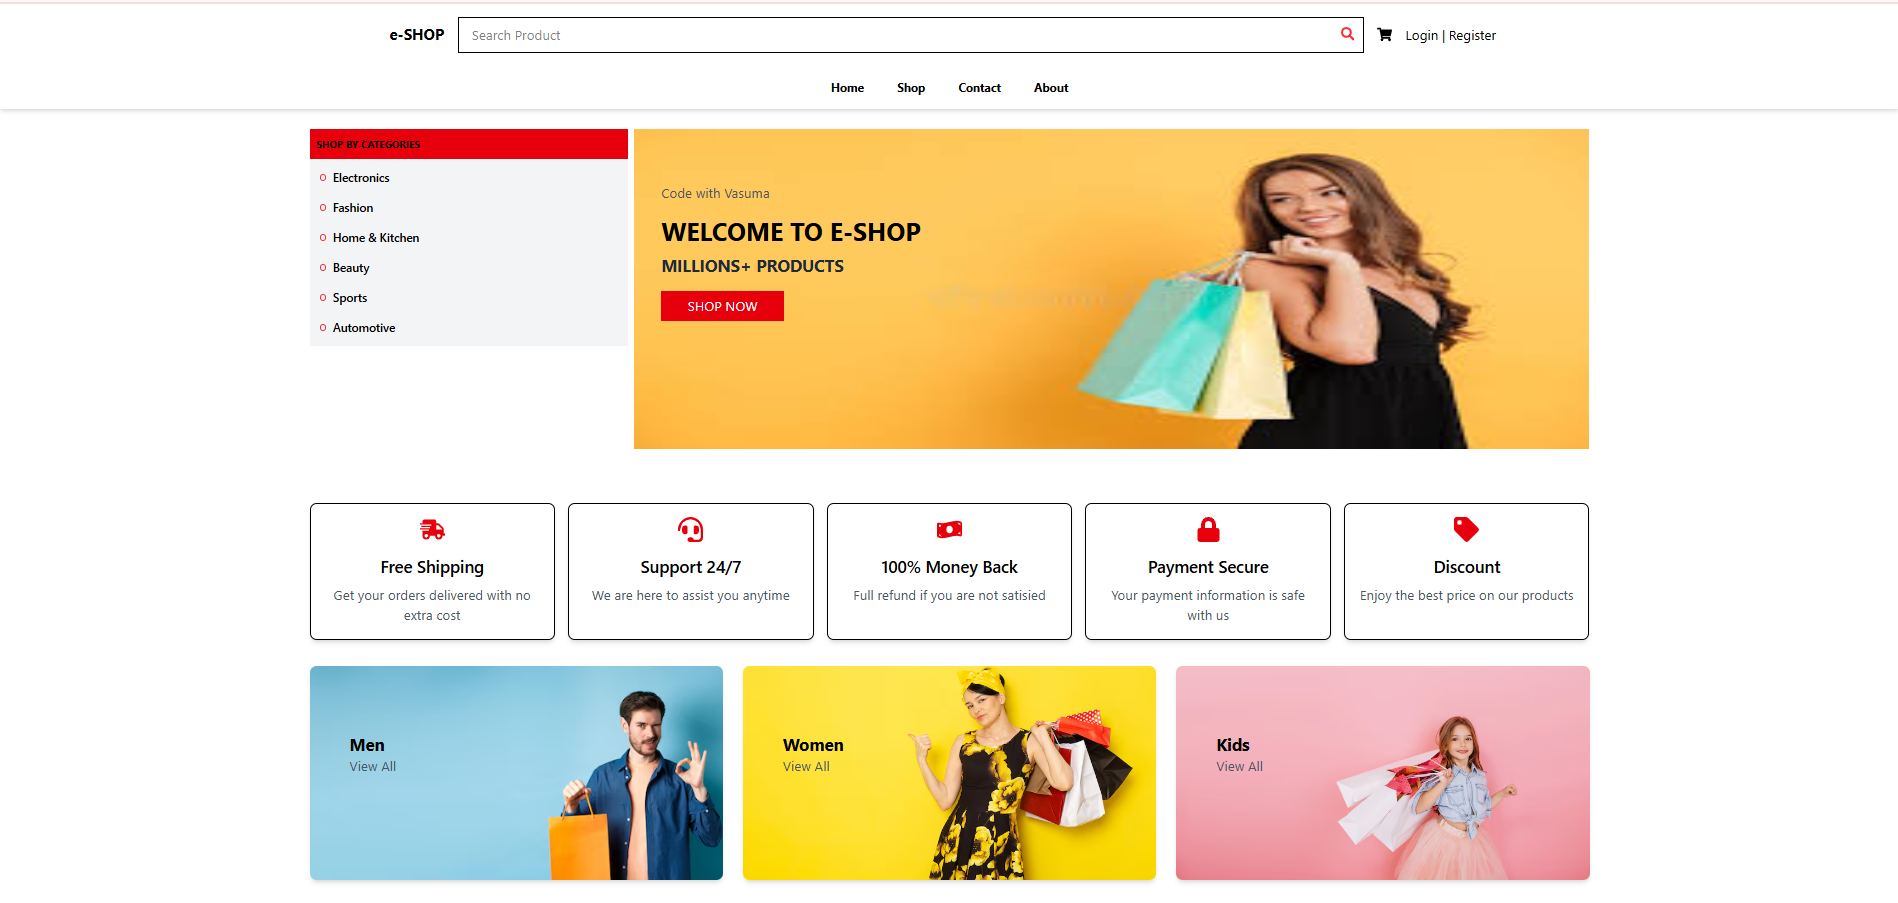 e-SHOP
Search Product
Login | Register
Home
Shop
Contact
About
SHOP BY CATEGORIES
Electronics
Fashion
Home & Kitchen
Beauty
Sports
Automotive
Code with Vasuma
WELCOME TO E-SHOP
MILLIONS+ PRODUCTS
SHOP NOW
Free Shipping
Get your orders delivered with no
extra cost
Support 24/7
We are here to assist you anytime
100% Money Back
Full refund if you are not satisied
Payment Secure
Your payment information is safe
with us
Discount
Enjoy the best price on our products
Men
View All
Women
View All
Kids
View All